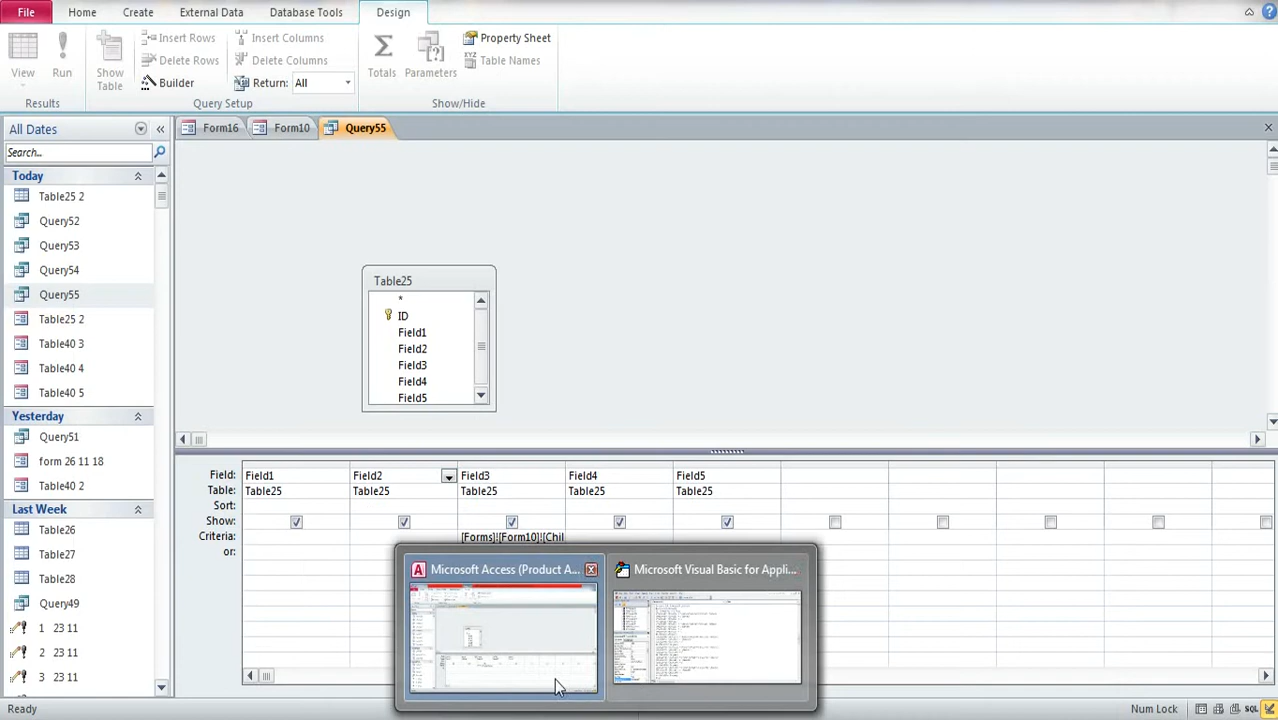 File Home Create External Data Database Tools Design
View
Run
Show Table
Insert Rows
Delete Rows
Builder
Insert Columns
Delete Columns
Return: All
Totals
Parameters
Property Sheet
Table Names
Results Query Setup Show/Hide
All Dates
Search...
Form16 Form10 Query55
Today
Table25 2
Query52
Query53
Query54
Query55
Table25 2
Table40 3
Table40 4
Table40 5
Yesterday
Query51
form 26 11 18
Table40 2
Last Week
Table26
Table27
Table28
Query49
1 23 11
2 23 11
3 23 11
Table25
*
ID
Field1
Field2
Field3
Field4
Field5
Field: Field1 Field2 Field3 Field4 Field5
Table: Table25 Table25 Table25 Table25 Table25
Sort:
Show:
Criteria: [Forms]![Form10]![Chil
or:
Microsoft Access (Product A...
Microsoft Visual Basic for Appli...
Ready Num Lock SQL